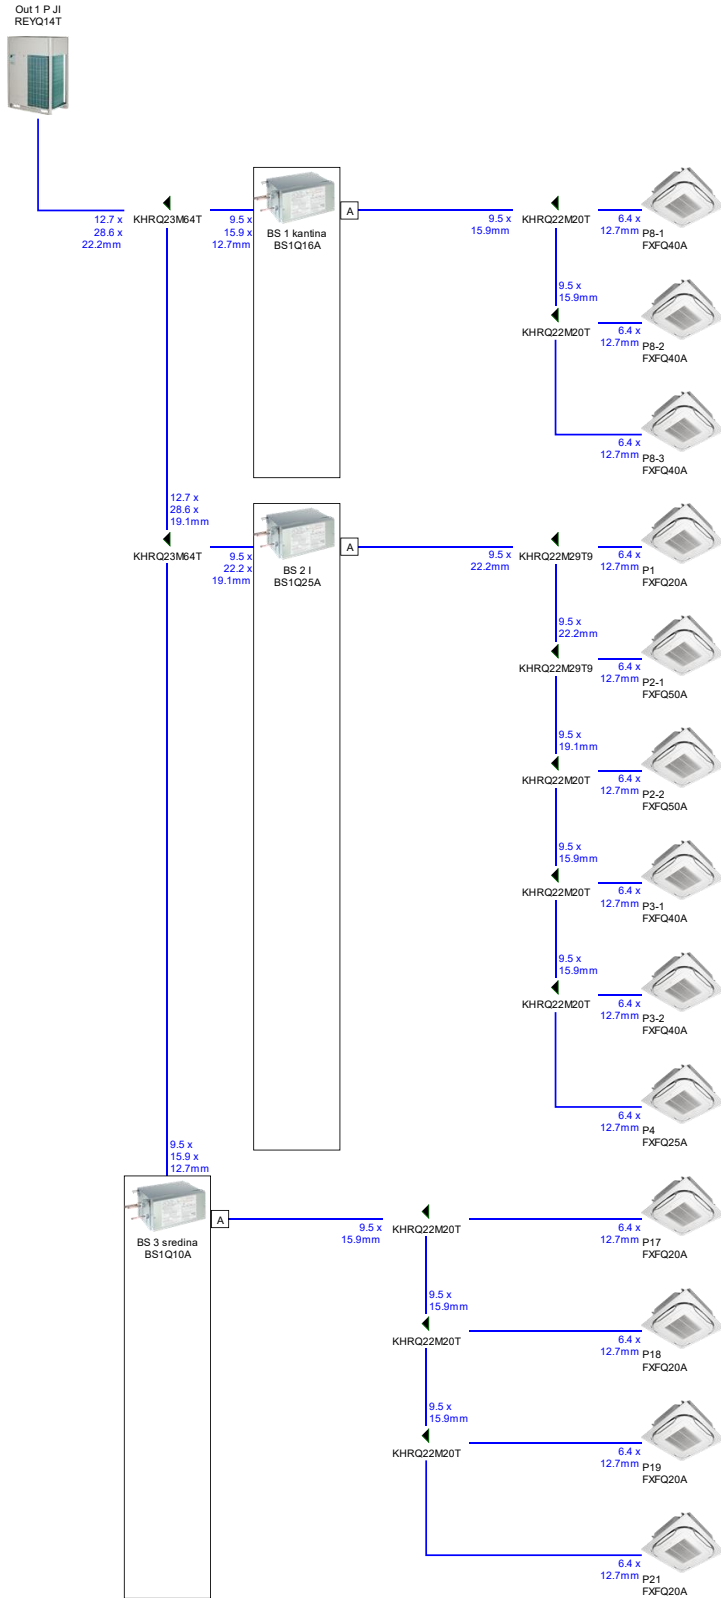 Out 1 P JI
REYQ14T
12.7 x
28.6 x
22.2mm
KHRQ23M64T
9.5 x
15.9 x
12.7mm
BS 1 kantina
BS1Q16A
A
9.5 x
15.9mm
KHRQ22M20T
6.4 x
12.7mm
P8-1
FXFQ40A
9.5 x
15.9mm
KHRQ22M20T
6.4 x
12.7mm
P8-2
FXFQ40A
6.4 x
12.7mm
P8-3
FXFQ40A
12.7 x
28.6 x
19.1mm
KHRQ23M64T
9.5 x
22.2 x
19.1mm
BS 2 I
BS1Q25A
A
9.5 x
22.2mm
KHRQ22M29T9
6.4 x
12.7mm
P1
FXFQ20A
9.5 x
22.2mm
KHRQ22M29T9
6.4 x
12.7mm
P2-1
FXFQ50A
9.5 x
19.1mm
KHRQ22M20T
6.4 x
12.7mm
P2-2
FXFQ50A
9.5 x
15.9mm
KHRQ22M20T
6.4 x
12.7mm
P3-1
FXFQ40A
9.5 x
15.9mm
KHRQ22M20T
6.4 x
12.7mm
P3-2
FXFQ40A
6.4 x
12.7mm
P4
FXFQ25A
9.5 x
15.9 x
12.7mm
BS 3 sredina
BS1Q10A
A
9.5 x
15.9mm
KHRQ22M20T
6.4 x
12.7mm
P17
FXFQ20A
9.5 x
15.9mm
KHRQ22M20T
6.4 x
12.7mm
P18
FXFQ20A
9.5 x
15.9mm
KHRQ22M20T
6.4 x
12.7mm
P19
FXFQ20A
6.4 x
12.7mm
P21
FXFQ20A